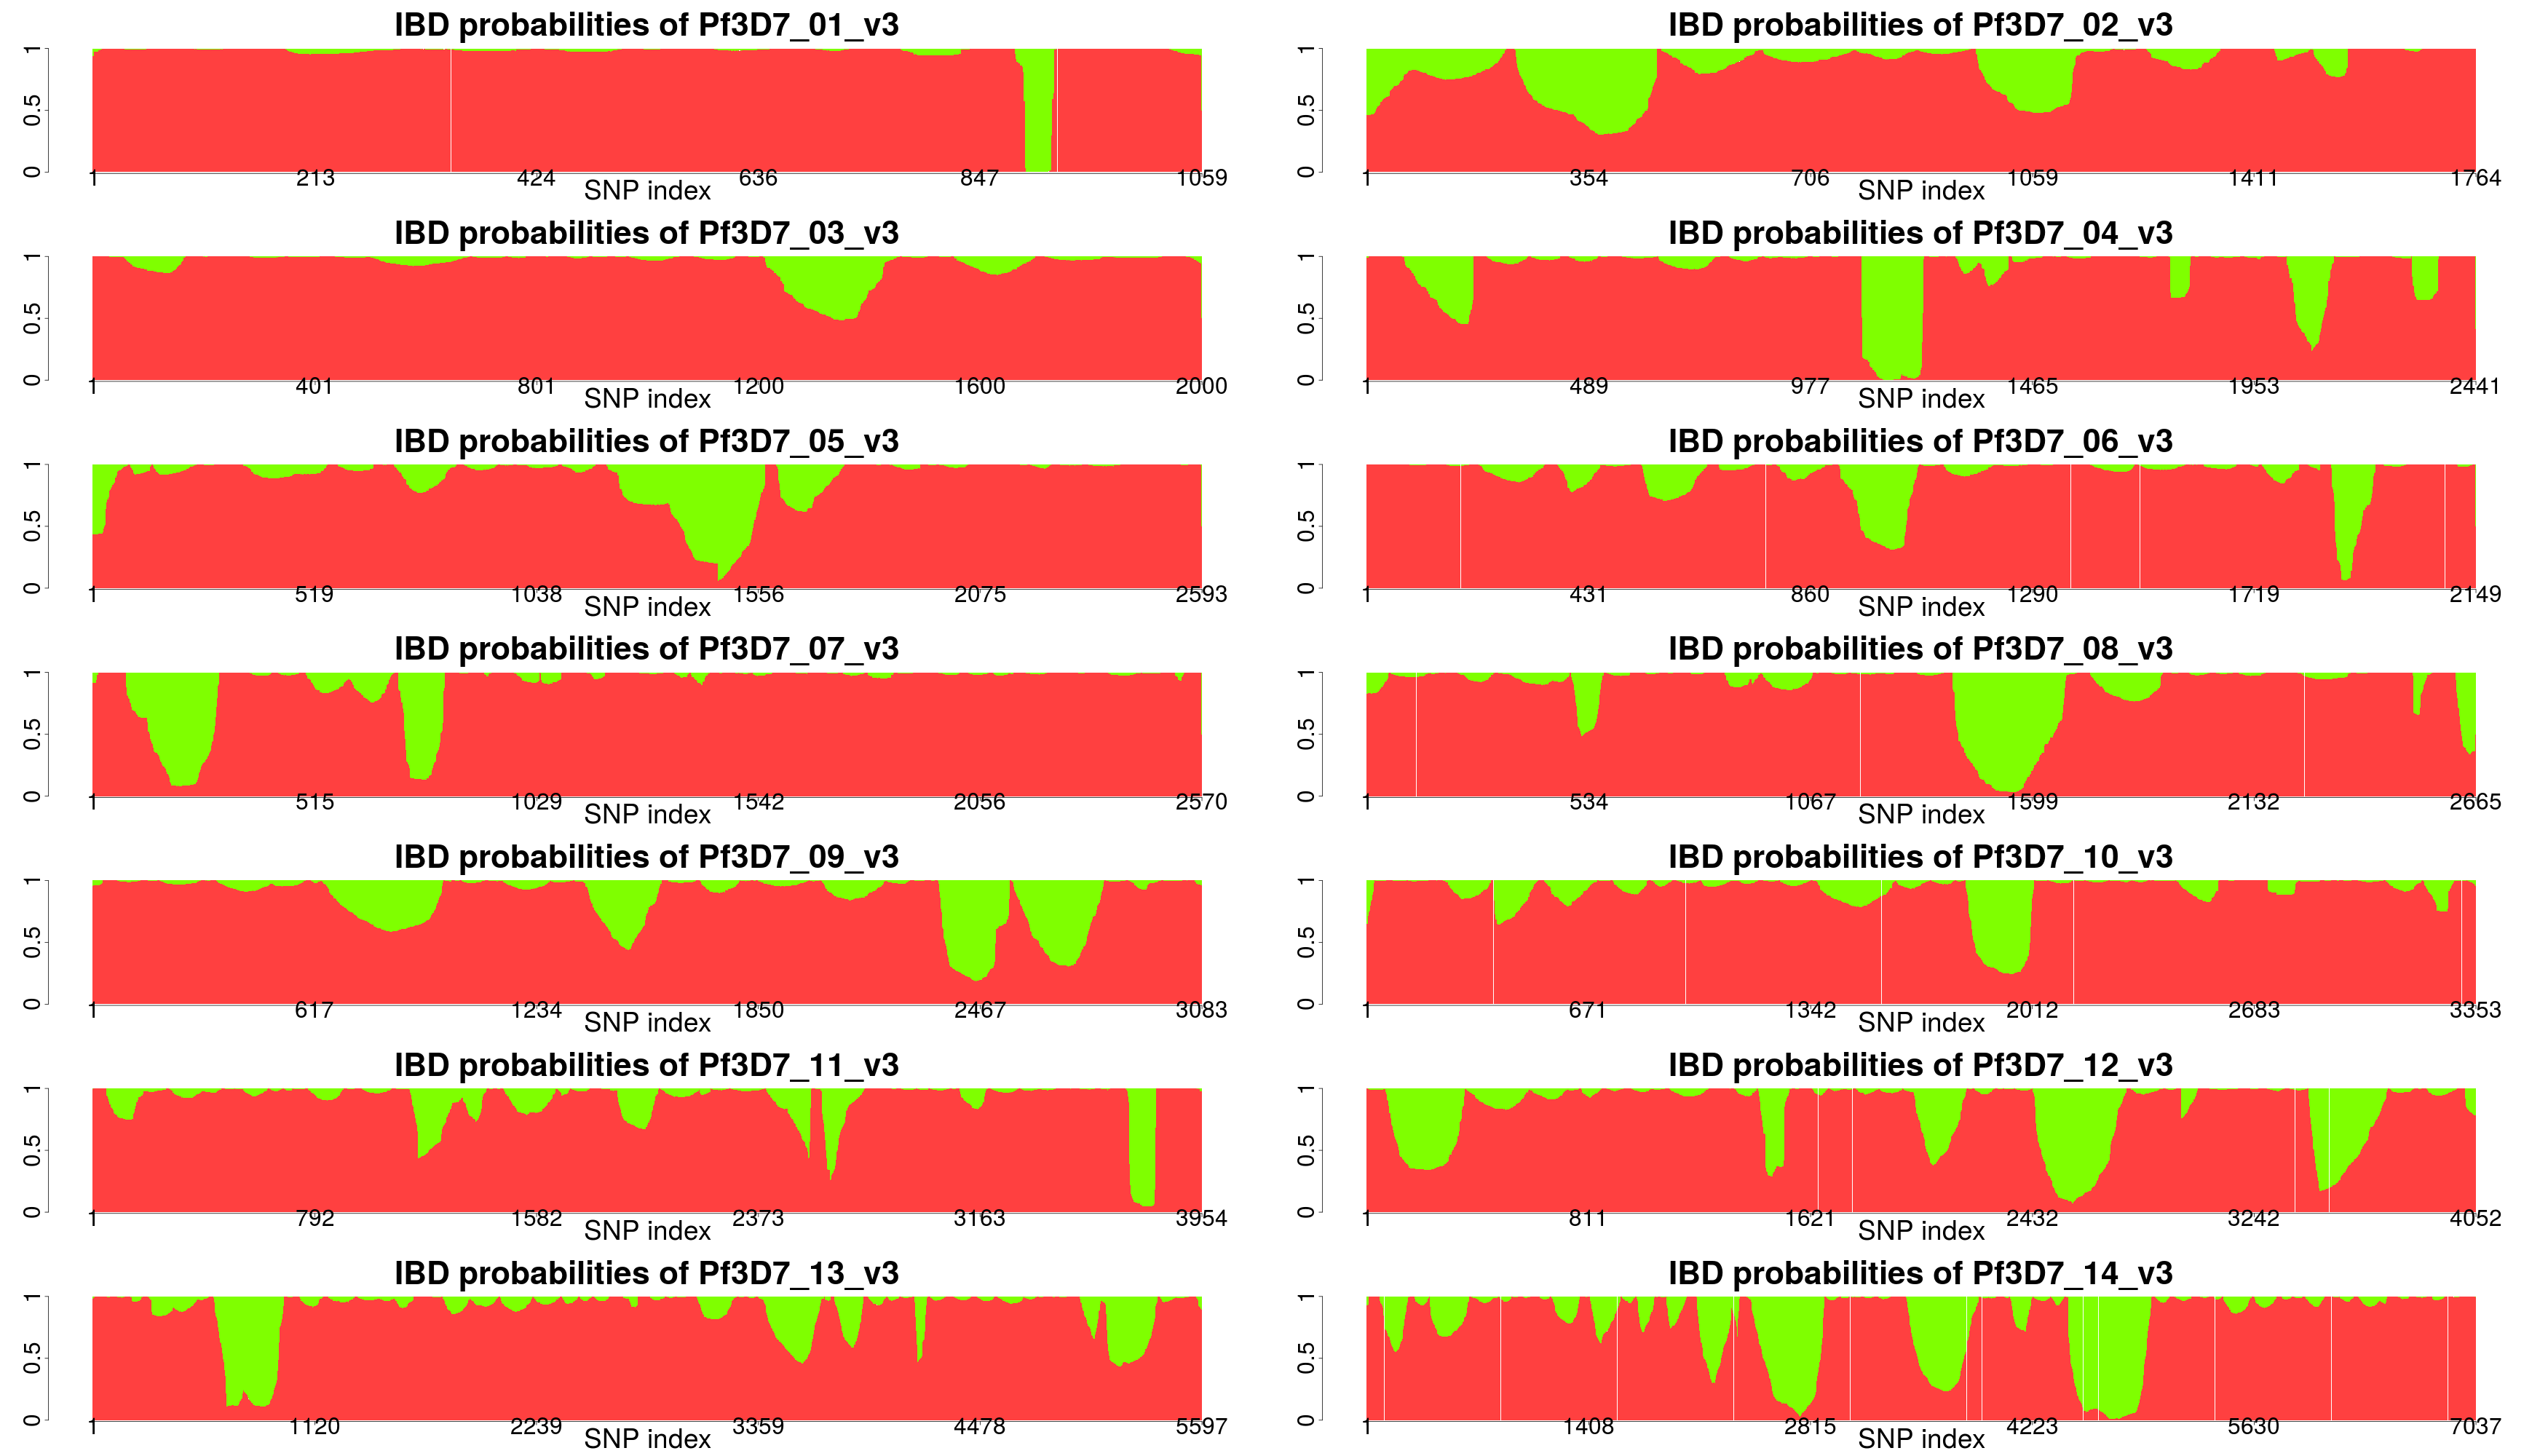 IBD probabilities of Pf3D7_01_v3
0 0.5 1
1 213 424 636 847 1059
SNP index
IBD probabilities of Pf3D7_02_v3
0 0.5 1
1 354 706 1059 1411 1764
SNP index
IBD probabilities of Pf3D7_03_v3
0 0.5 1
1 401 801 1200 1600 2000
SNP index
IBD probabilities of Pf3D7_04_v3
0 0.5 1
1 489 977 1465 1953 2441
SNP index
IBD probabilities of Pf3D7_05_v3
0 0.5 1
1 519 1038 1556 2075 2593
SNP index
IBD probabilities of Pf3D7_06_v3
0 0.5 1
1 431 860 1290 1719 2149
SNP index
IBD probabilities of Pf3D7_07_v3
0 0.5 1
1 515 1029 1542 2056 2570
SNP index
IBD probabilities of Pf3D7_08_v3
0 0.5 1
1 534 1067 1599 2132 2665
SNP index
IBD probabilities of Pf3D7_09_v3
0 0.5 1
1 617 1234 1850 2467 3083
SNP index
IBD probabilities of Pf3D7_10_v3
0 0.5 1
1 671 1342 2012 2683 3353
SNP index
IBD probabilities of Pf3D7_11_v3
0 0.5 1
1 792 1582 2373 3163 3954
SNP index
IBD probabilities of Pf3D7_12_v3
0 0.5 1
1 811 1621 2432 3242 4052
SNP index
IBD probabilities of Pf3D7_13_v3
0 0.5 1
1 1120 2239 3359 4478 5597
SNP index
IBD probabilities of Pf3D7_14_v3
0 0.5 1
1 1408 2815 4223 5630 7037
SNP index